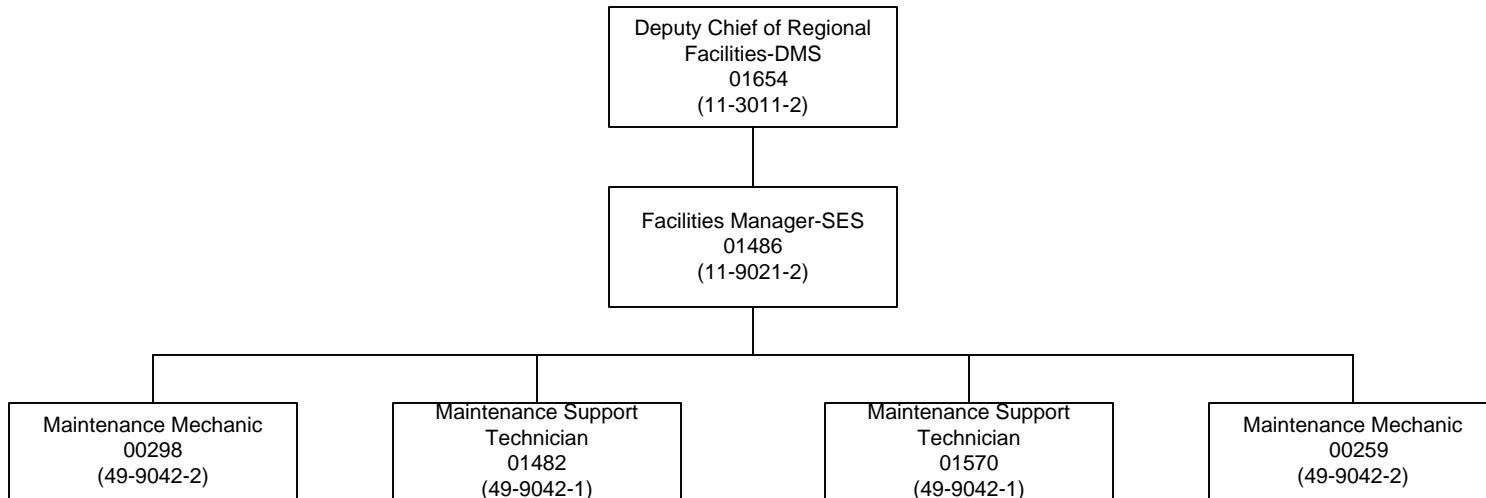 Deputy Chief of Regional
Facilities-DMS
01654
(11-3011-2)
Facilities Manager-SES
01486
(11-9021-2)
Maintenance Mechanic
00298
(49-9042-2)
Maintenance Support
Technician
01482
(49-9042-1)
Maintenance Support
Technician
01570
(49-9042-1)
Maintenance Mechanic
00259
(49-9042-2)